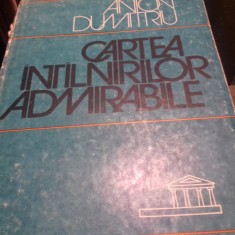 ANTON
DUMITRIU
CARTEA
INTILNIRILOR
ADMIRABILE